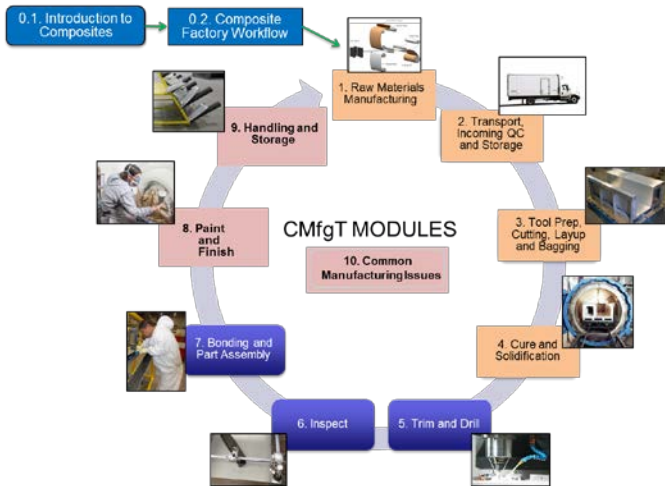 0.1. Introduction to
Composites
0.2. Composite
Factory Workflow
1. Raw Materials
Manufacturing
2. Transport,
Incoming QC
and Storage
3. Tool Prep,
Cutting, Layup
and Bagging
4. Cure and
Solidification
5. Trim and Drill
6. Inspect
7. Bonding and
Part Assembly
8. Paint
and
Finish
9. Handling and
Storage
CMfgT MODULES
10. Common
Manufacturing Issues